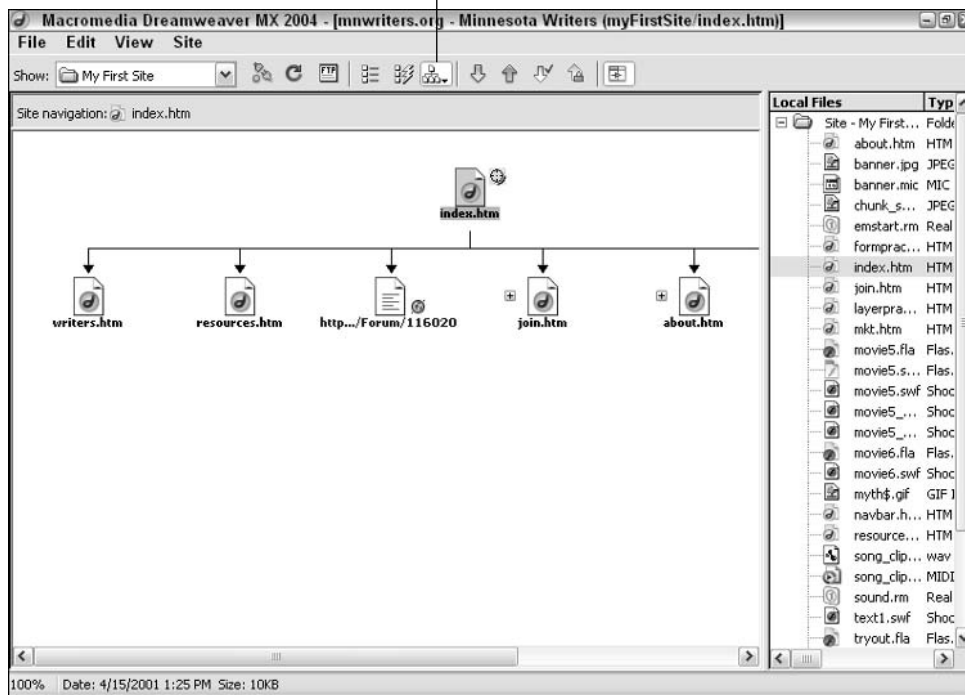 Macromedia Dreamweaver MX 2004 - [mnwriters.org - Minnesota Writers (myFirstSite/index.htm)]
File Edit View Site
Show: My First Site FTP
Site navigation: index.htm
index.htm
writers.htm resources.htm http.../Forum/116020 join.htm about.htm
Local Files Typ
Site - My First... Folde
about.htm HTM
banner.jpg JPEG
banner.mic MIC
chunk_s... JPEG
emstart.rm Real
formprac... HTM
index.htm HTM
join.htm HTM
layerpra... HTM
mkt.htm HTM
movie5.fla Flas.
movie5.s... Flas.
movie5.swf Shoc
movie5_... Shoc
movie5_... Shoc
movie6.fla Flas.
movie6.swf Shoc
myth$.gif GIF I
navbar.h... HTM
resource... HTM
song_clip... wav
song_clip... MIDI
sound.rm Real
text1.swf Shoc
tryout.fla Flas.
100% Date: 4/15/2001 1:25 PM Size: 10KB